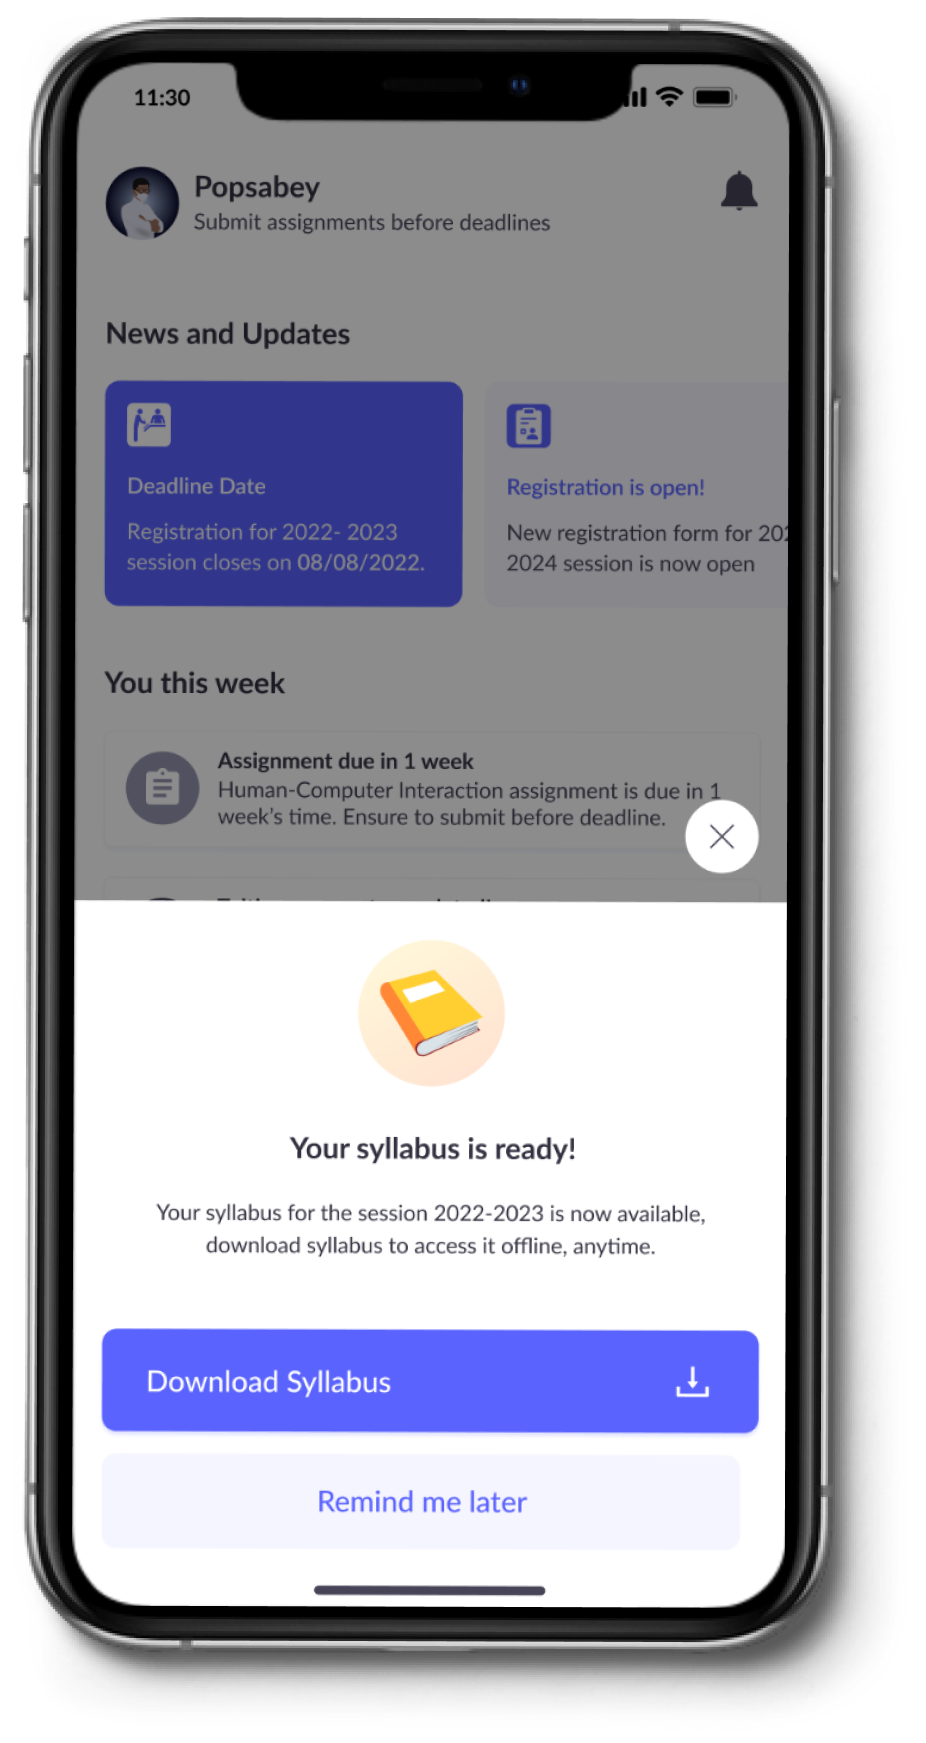 11:30
Popsabey
Submit assignments before deadlines
News and Updates
Deadline Date
Registration for 2022- 2023
session closes on 08/08/2022.
Registration is open!
New registration form for
2024 session is now open
You this week
Assignment due in 1 week
Human-Computer Interaction assignment is due in 1
week's time. Ensure to submit before deadline.
Your syllabus is ready!
Your syllabus for the session 2022-2023 is now available,
download syllabus to access it offline, anytime.
Download Syllabus
Remind me later